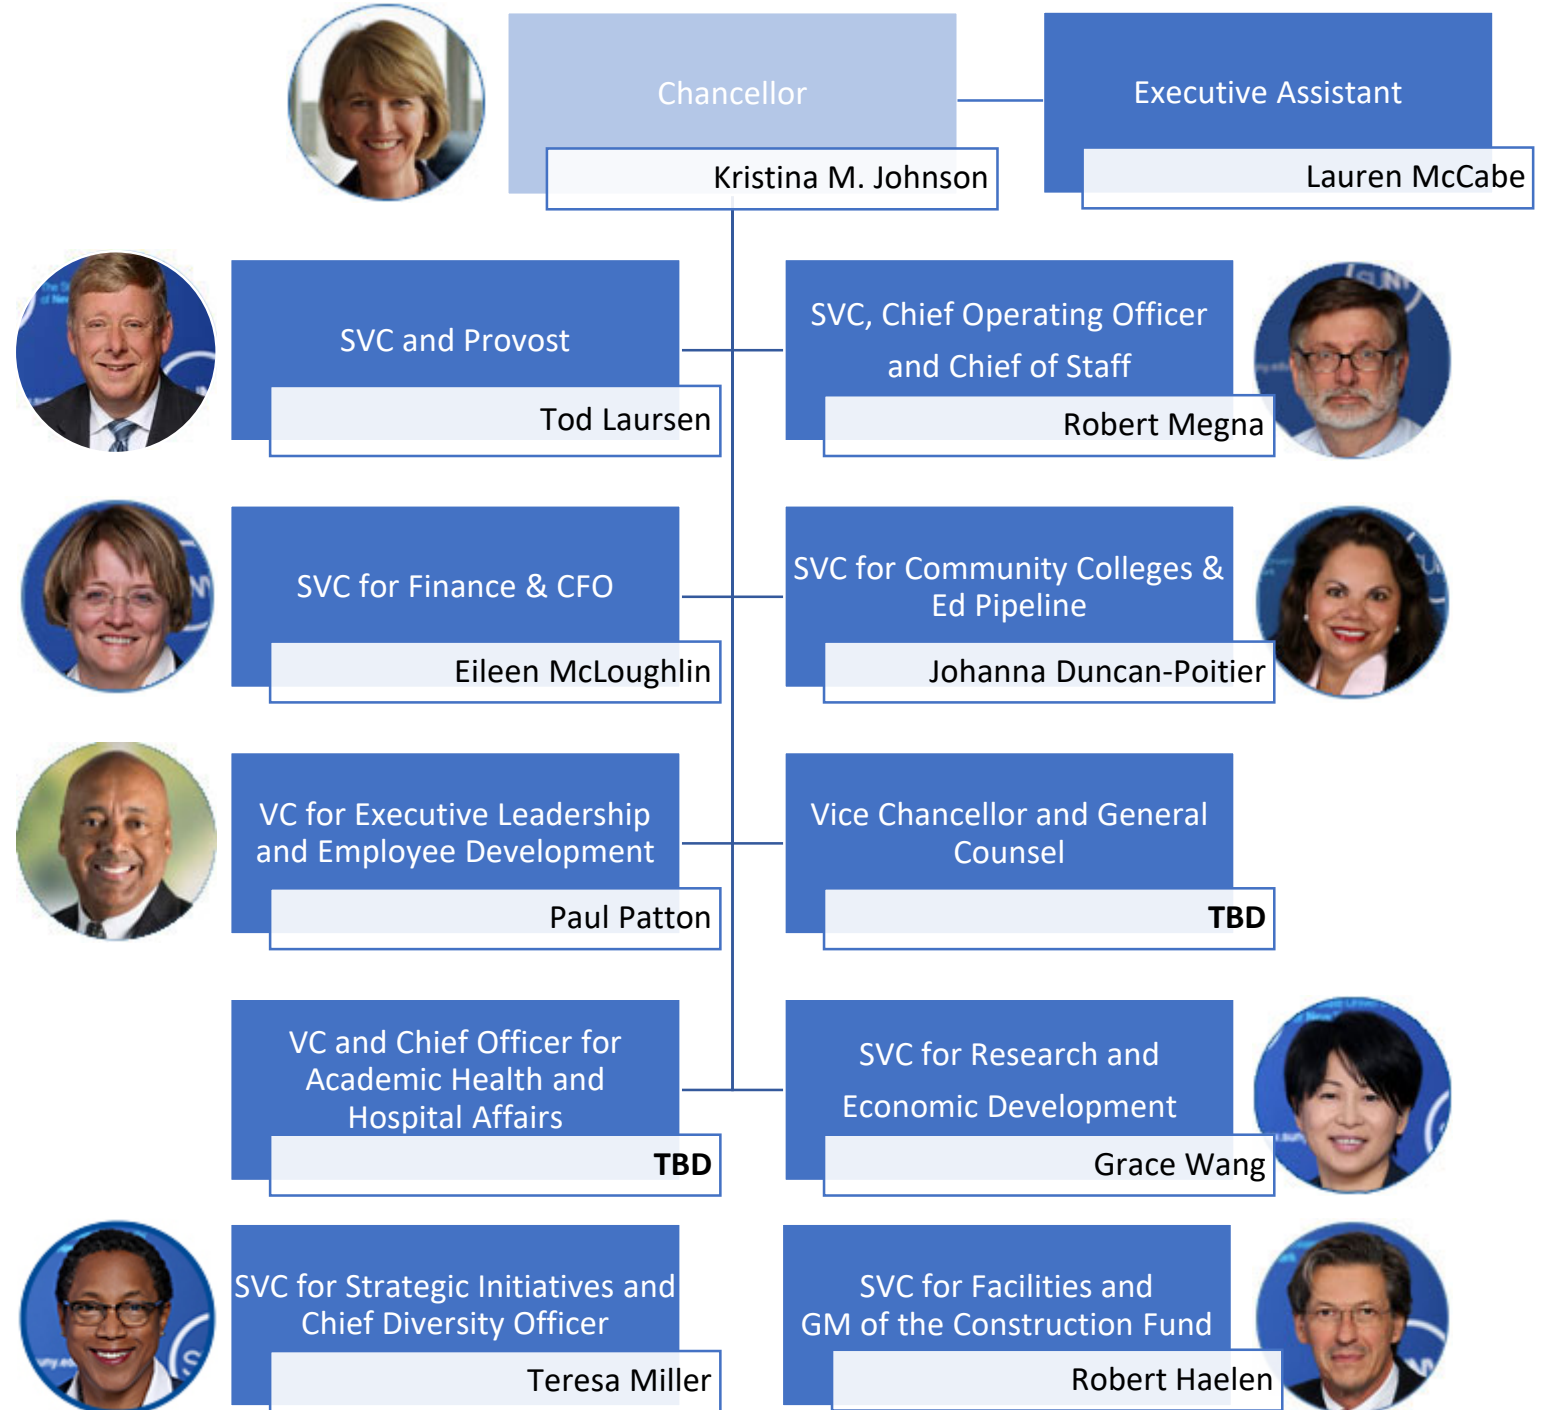 Chancellor
Kristina M. Johnson
Executive Assistant
Lauren McCabe
SVC and Provost
Tod Laursen
SVC, Chief Operating Officer
and Chief of Staff
Robert Megna
SVC for Finance & CFO
Eileen McLoughlin
SVC for Community Colleges &
Ed Pipeline
Johanna Duncan-Poitier
VC for Executive Leadership
and Employee Development
Paul Patton
Vice Chancellor and General
Counsel
TBD
VC and Chief Officer for
Academic Health and
Hospital Affairs
TBD
SVC for Research and
Economic Development
Grace Wang
SVC for Strategic Initiatives and
Chief Diversity Officer
Teresa Miller
SVC for Facilities and
GM of the Construction Fund
Robert Haelen